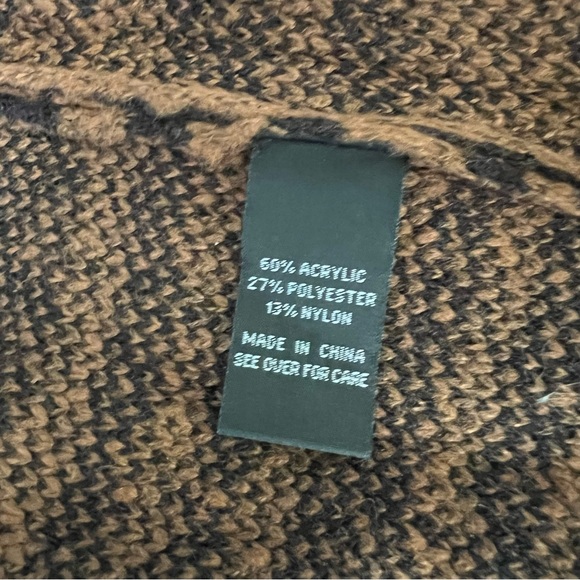 60% ACRYLIC
27% POLYESTER
13% NYLON
MADE IN CHINA
SEE OVER FOR CARE